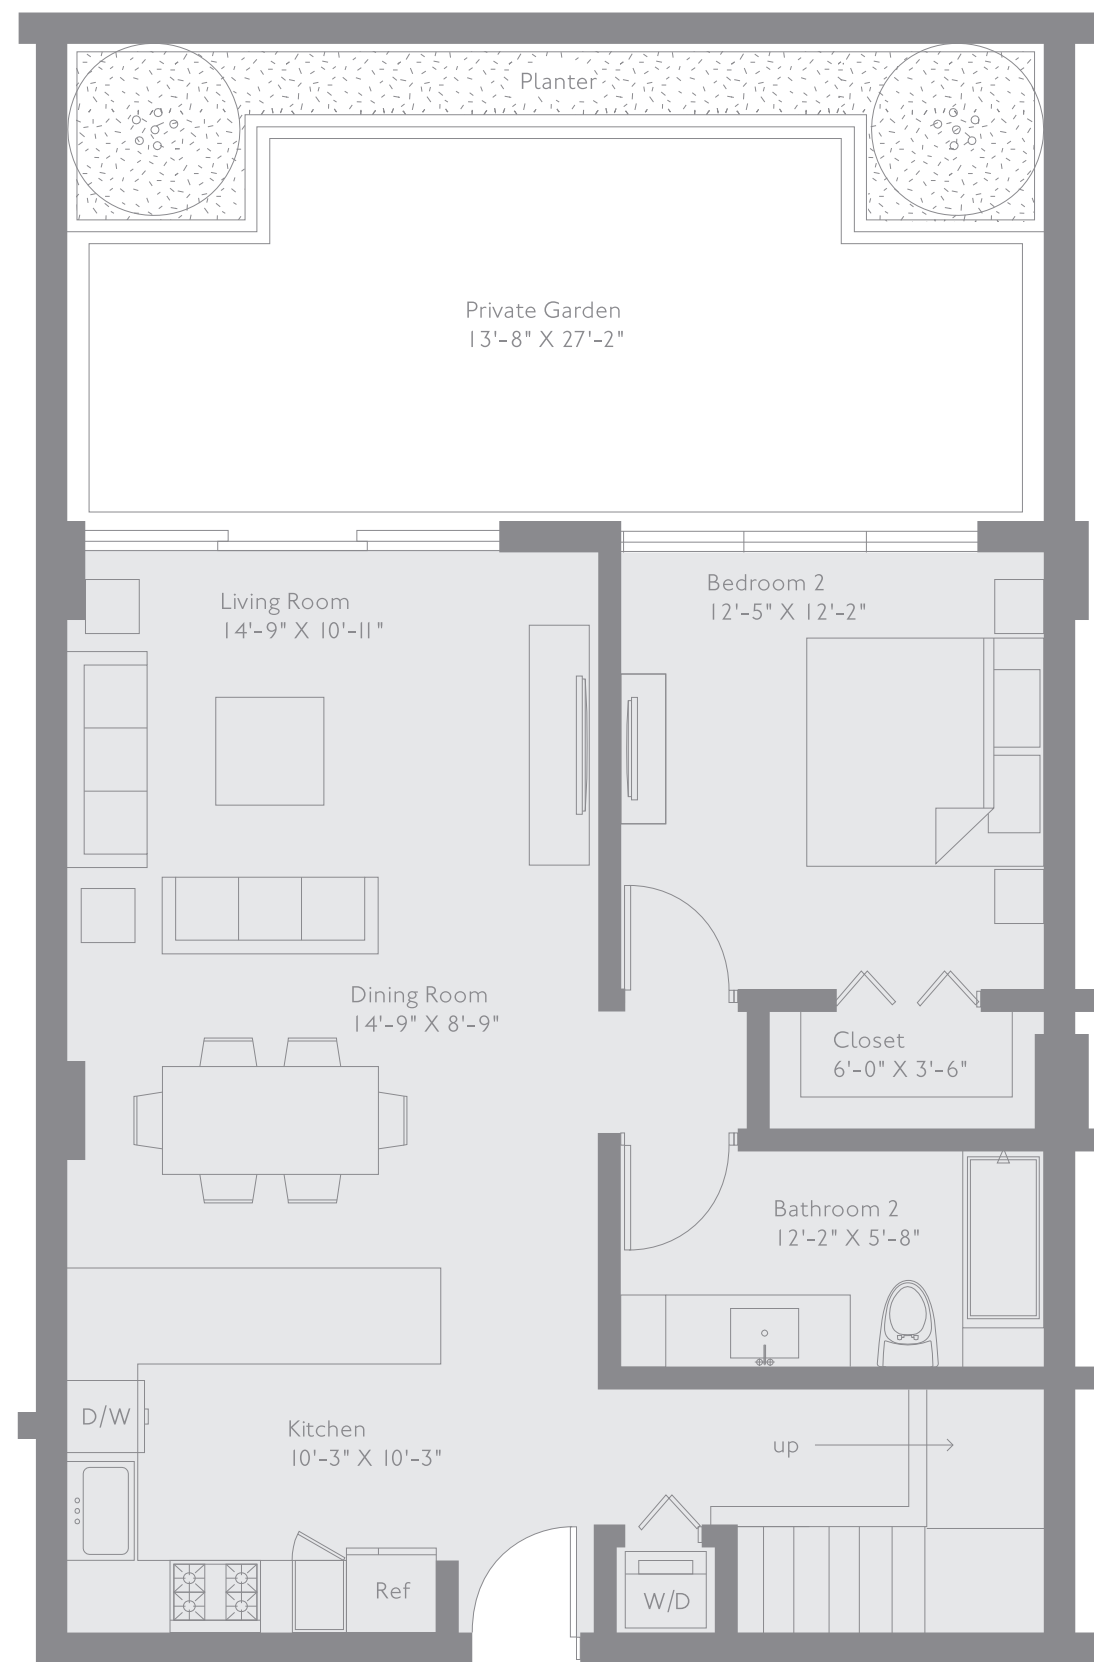 Planter
Private Garden
13'-8" X 27'-2"
Living Room
14'-9" X 10'-11"
Bedroom 2
12'-5" X 12'-2"
Dining Room
14'-9" X 8'-9"
Closet
6'-0" X 3'-6"
Bathroom 2
12'-2" X 5'-8"
D/W
Kitchen
10'-3" X 10'-3"
up
Ref
W/D